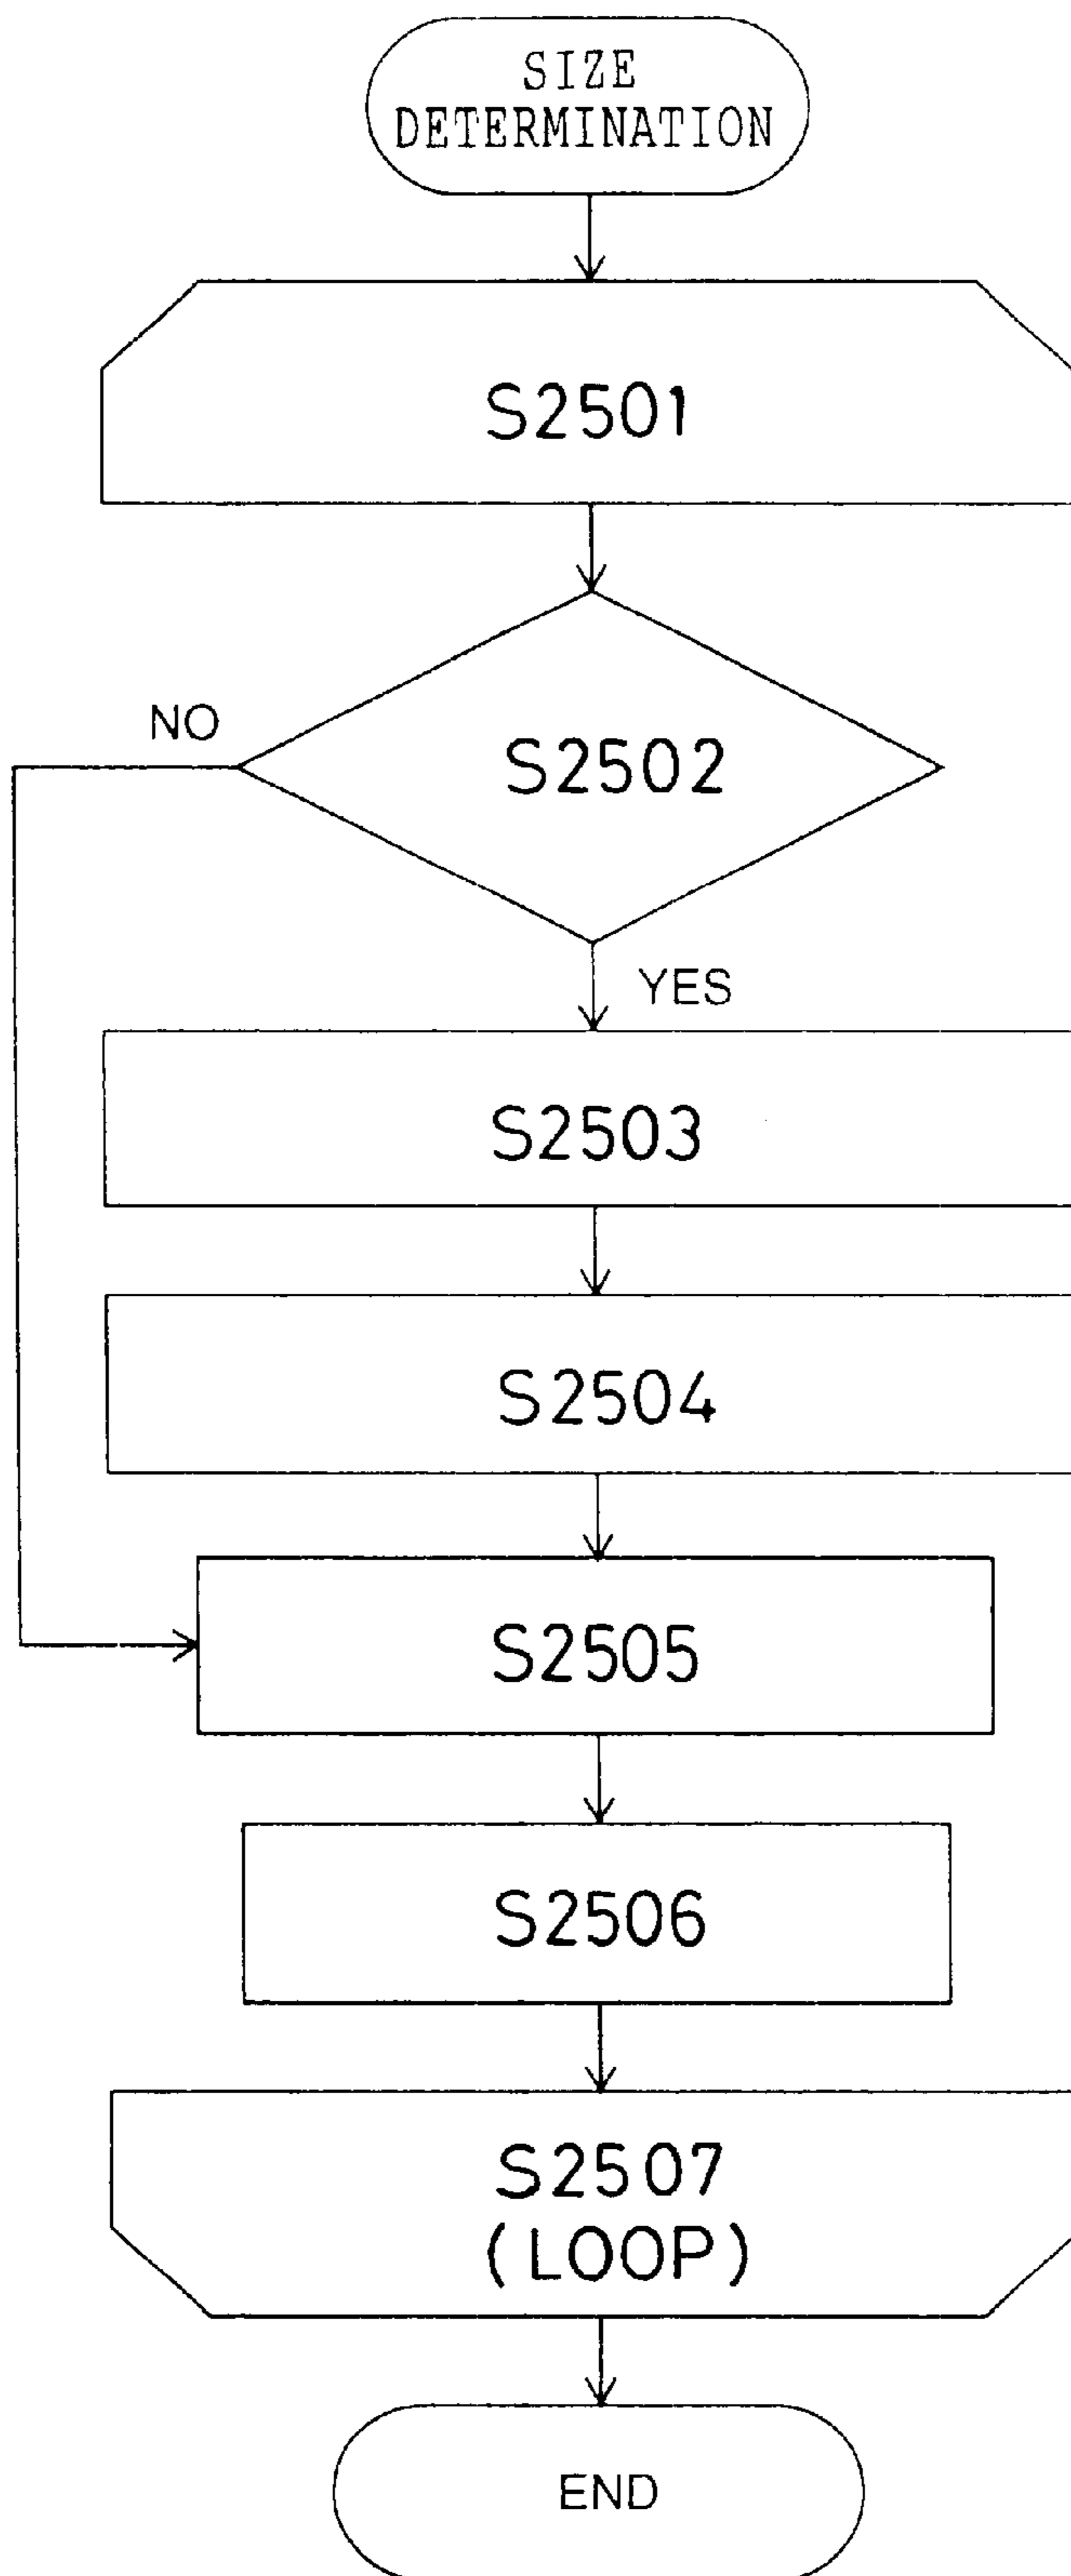 SIZE
DETERMINATION
S2501
NO
S2502
YES
S2503
S2504
S2505
S2506
S2507
(LOOP)
END